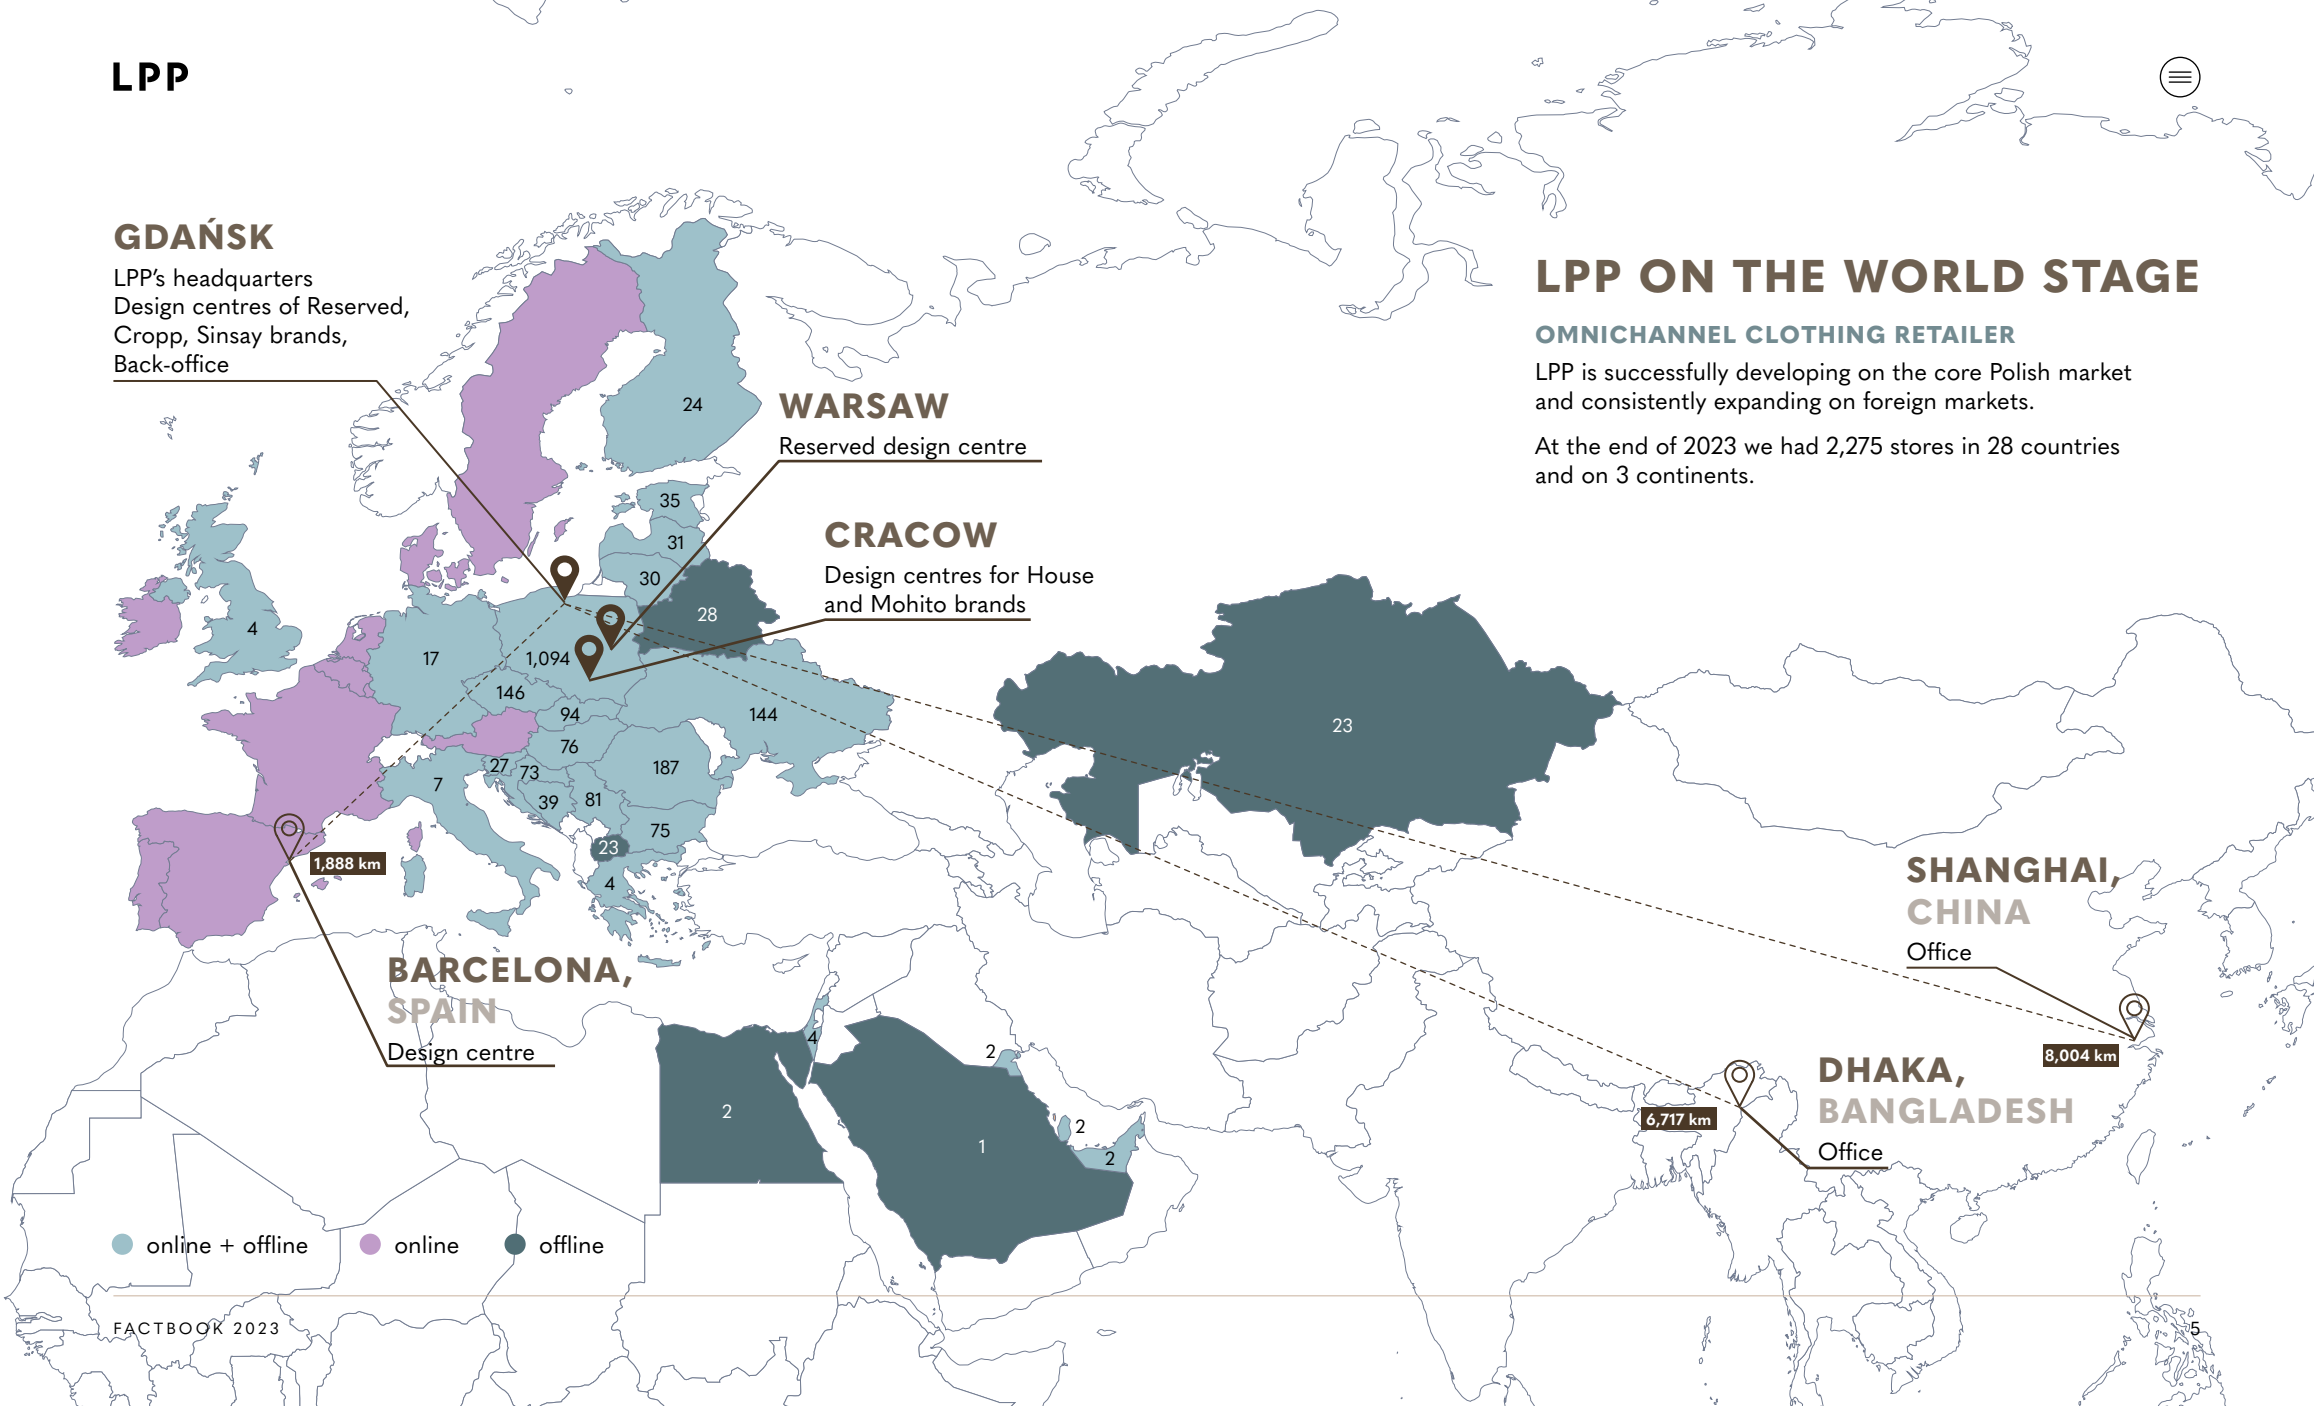 LPP
GDAŃSK
LPP's headquarters
Design centres of Reserved,
Cropp, Sinsay brands,
Back-office
LPP ON THE WORLD STAGE
OMNICHANNEL CLOTHING RETAILER
LPP is successfully developing on the core Polish market
and consistently expanding on foreign markets.
At the end of 2023 we had 2,275 stores in 28 countries
and on 3 continents.
WARSAW
Reserved design centre
CRACOW
Design centres for House
and Mohito brands
24
35
31
30
28
4
17
1,094
146
94
144
76
27
73
187
7
39
81
75
23
4
23
1,888 km
BARCELONA,
SPAIN
Design centre
SHANGHAI,
CHINA
Office
8,004 km
DHAKA,
BANGLADESH
Office
6,717 km
4
2
2
1
2
2
online + offline
online
offline
FACTBOOK 2023
5